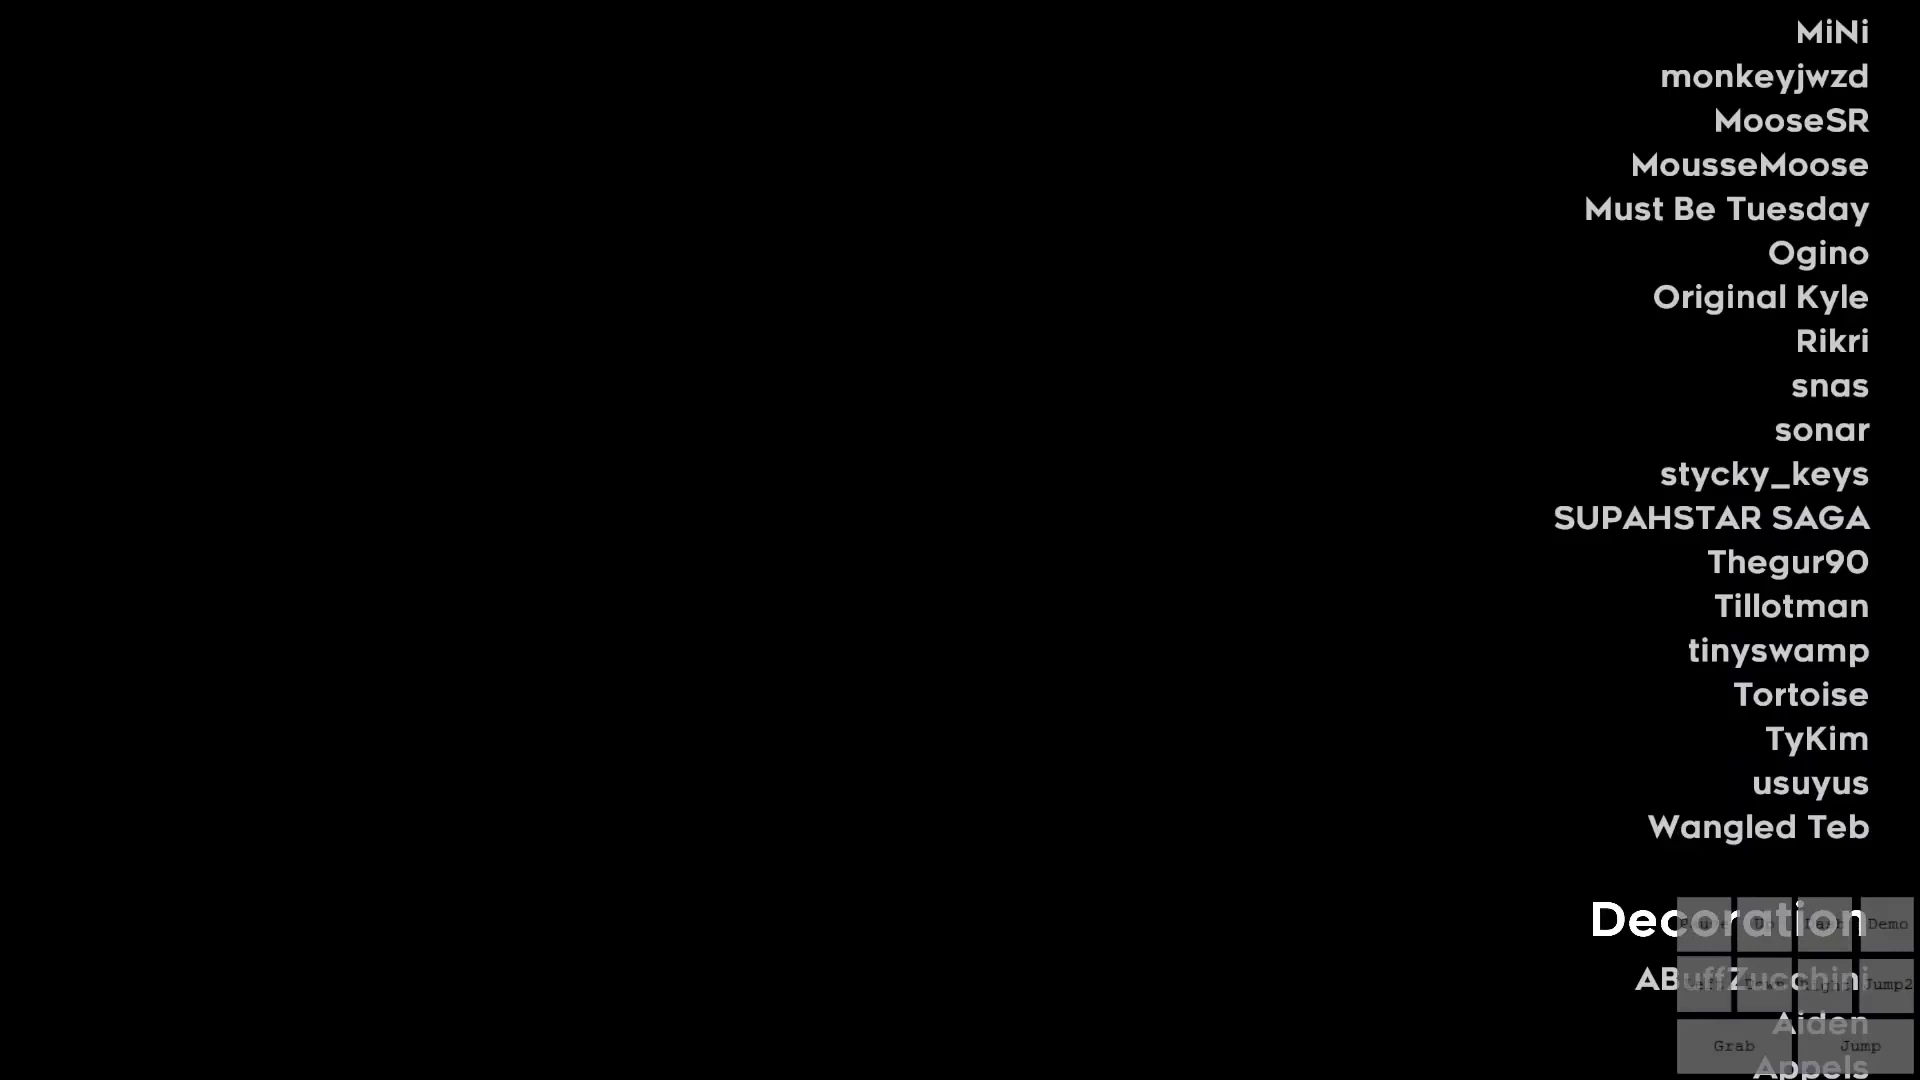 MiNi
monkeyjwzd
MooseSR
MousseMoose
Must Be Tuesday
Ogino
Original Kyle
Rikri
snas
sonar
stycky_keys
SUPAHSTAR SAGA
Thegur90
Tillotman
tinyswamp
Tortoise
TyKim
usuyus
Wangled Teb
Decoration
Demo
ABuffZucchini
Jump2
Aiden
Grab
Jump
Appels